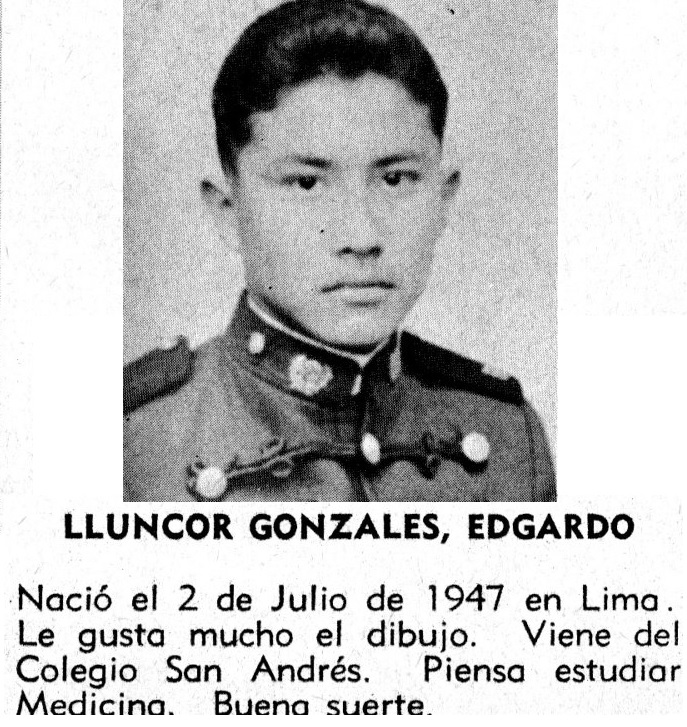 LLUNCOR GONZALES, EDGARDO
Nació el 2 de Julio de 1947 en Lima.
Le gusta mucho el dibujo. Viene del
Colegio San Andrés. Piensa estudiar
Medicina. Buena suerte.